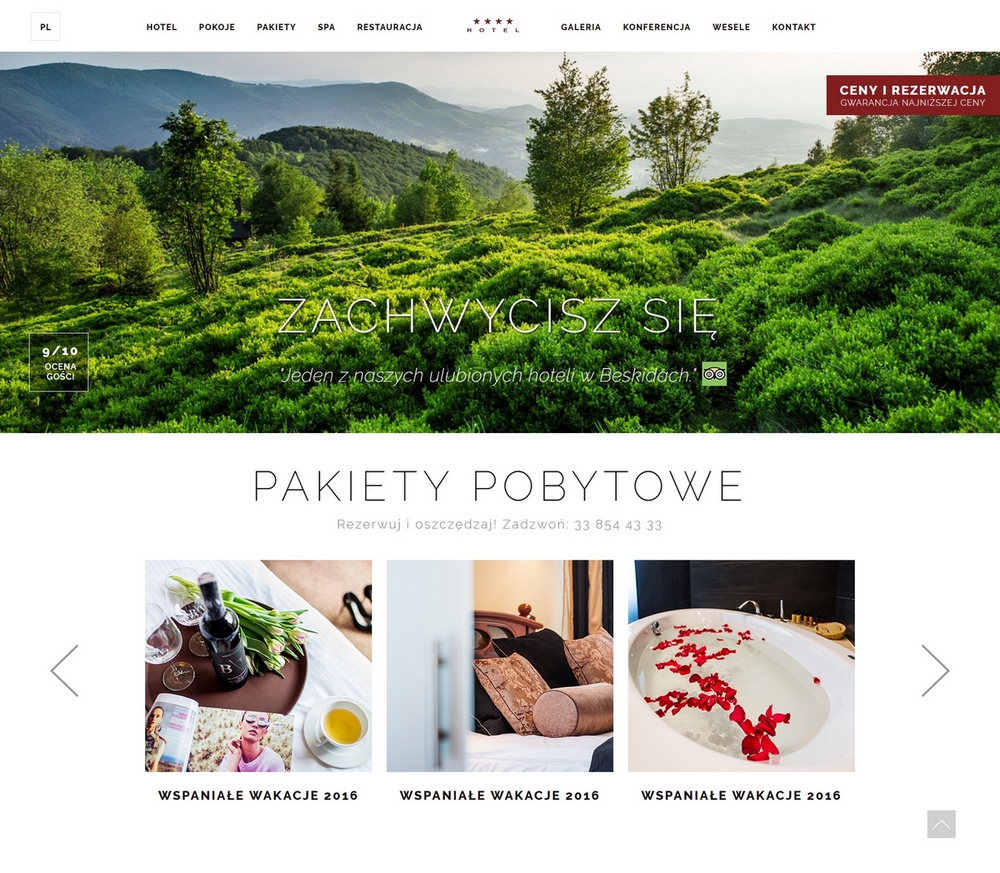 PL
HOTEL POKOJE PAKIETY SPA RESTAURACJA
HOTEL
GALERIA KONFERENCJA WESELE KONTAKT
CENY I REZERWACJA
GWARANCJA NAJNIŻSZEJ CENY
ZACHWYCISZ SIĘ
9/10
OCENA
GOŚCI
"Jeden z naszych ulubionych hoteli w Beskidach."
PAKIETY POBYTOWE
Rezerwuj i oszczędzaj! Zadzwoń: 33 854 43 33
B
WSPANIAŁE WAKACJE 2016
WSPANIAŁE WAKACJE 2016
WSPANIAŁE WAKACJE 2016